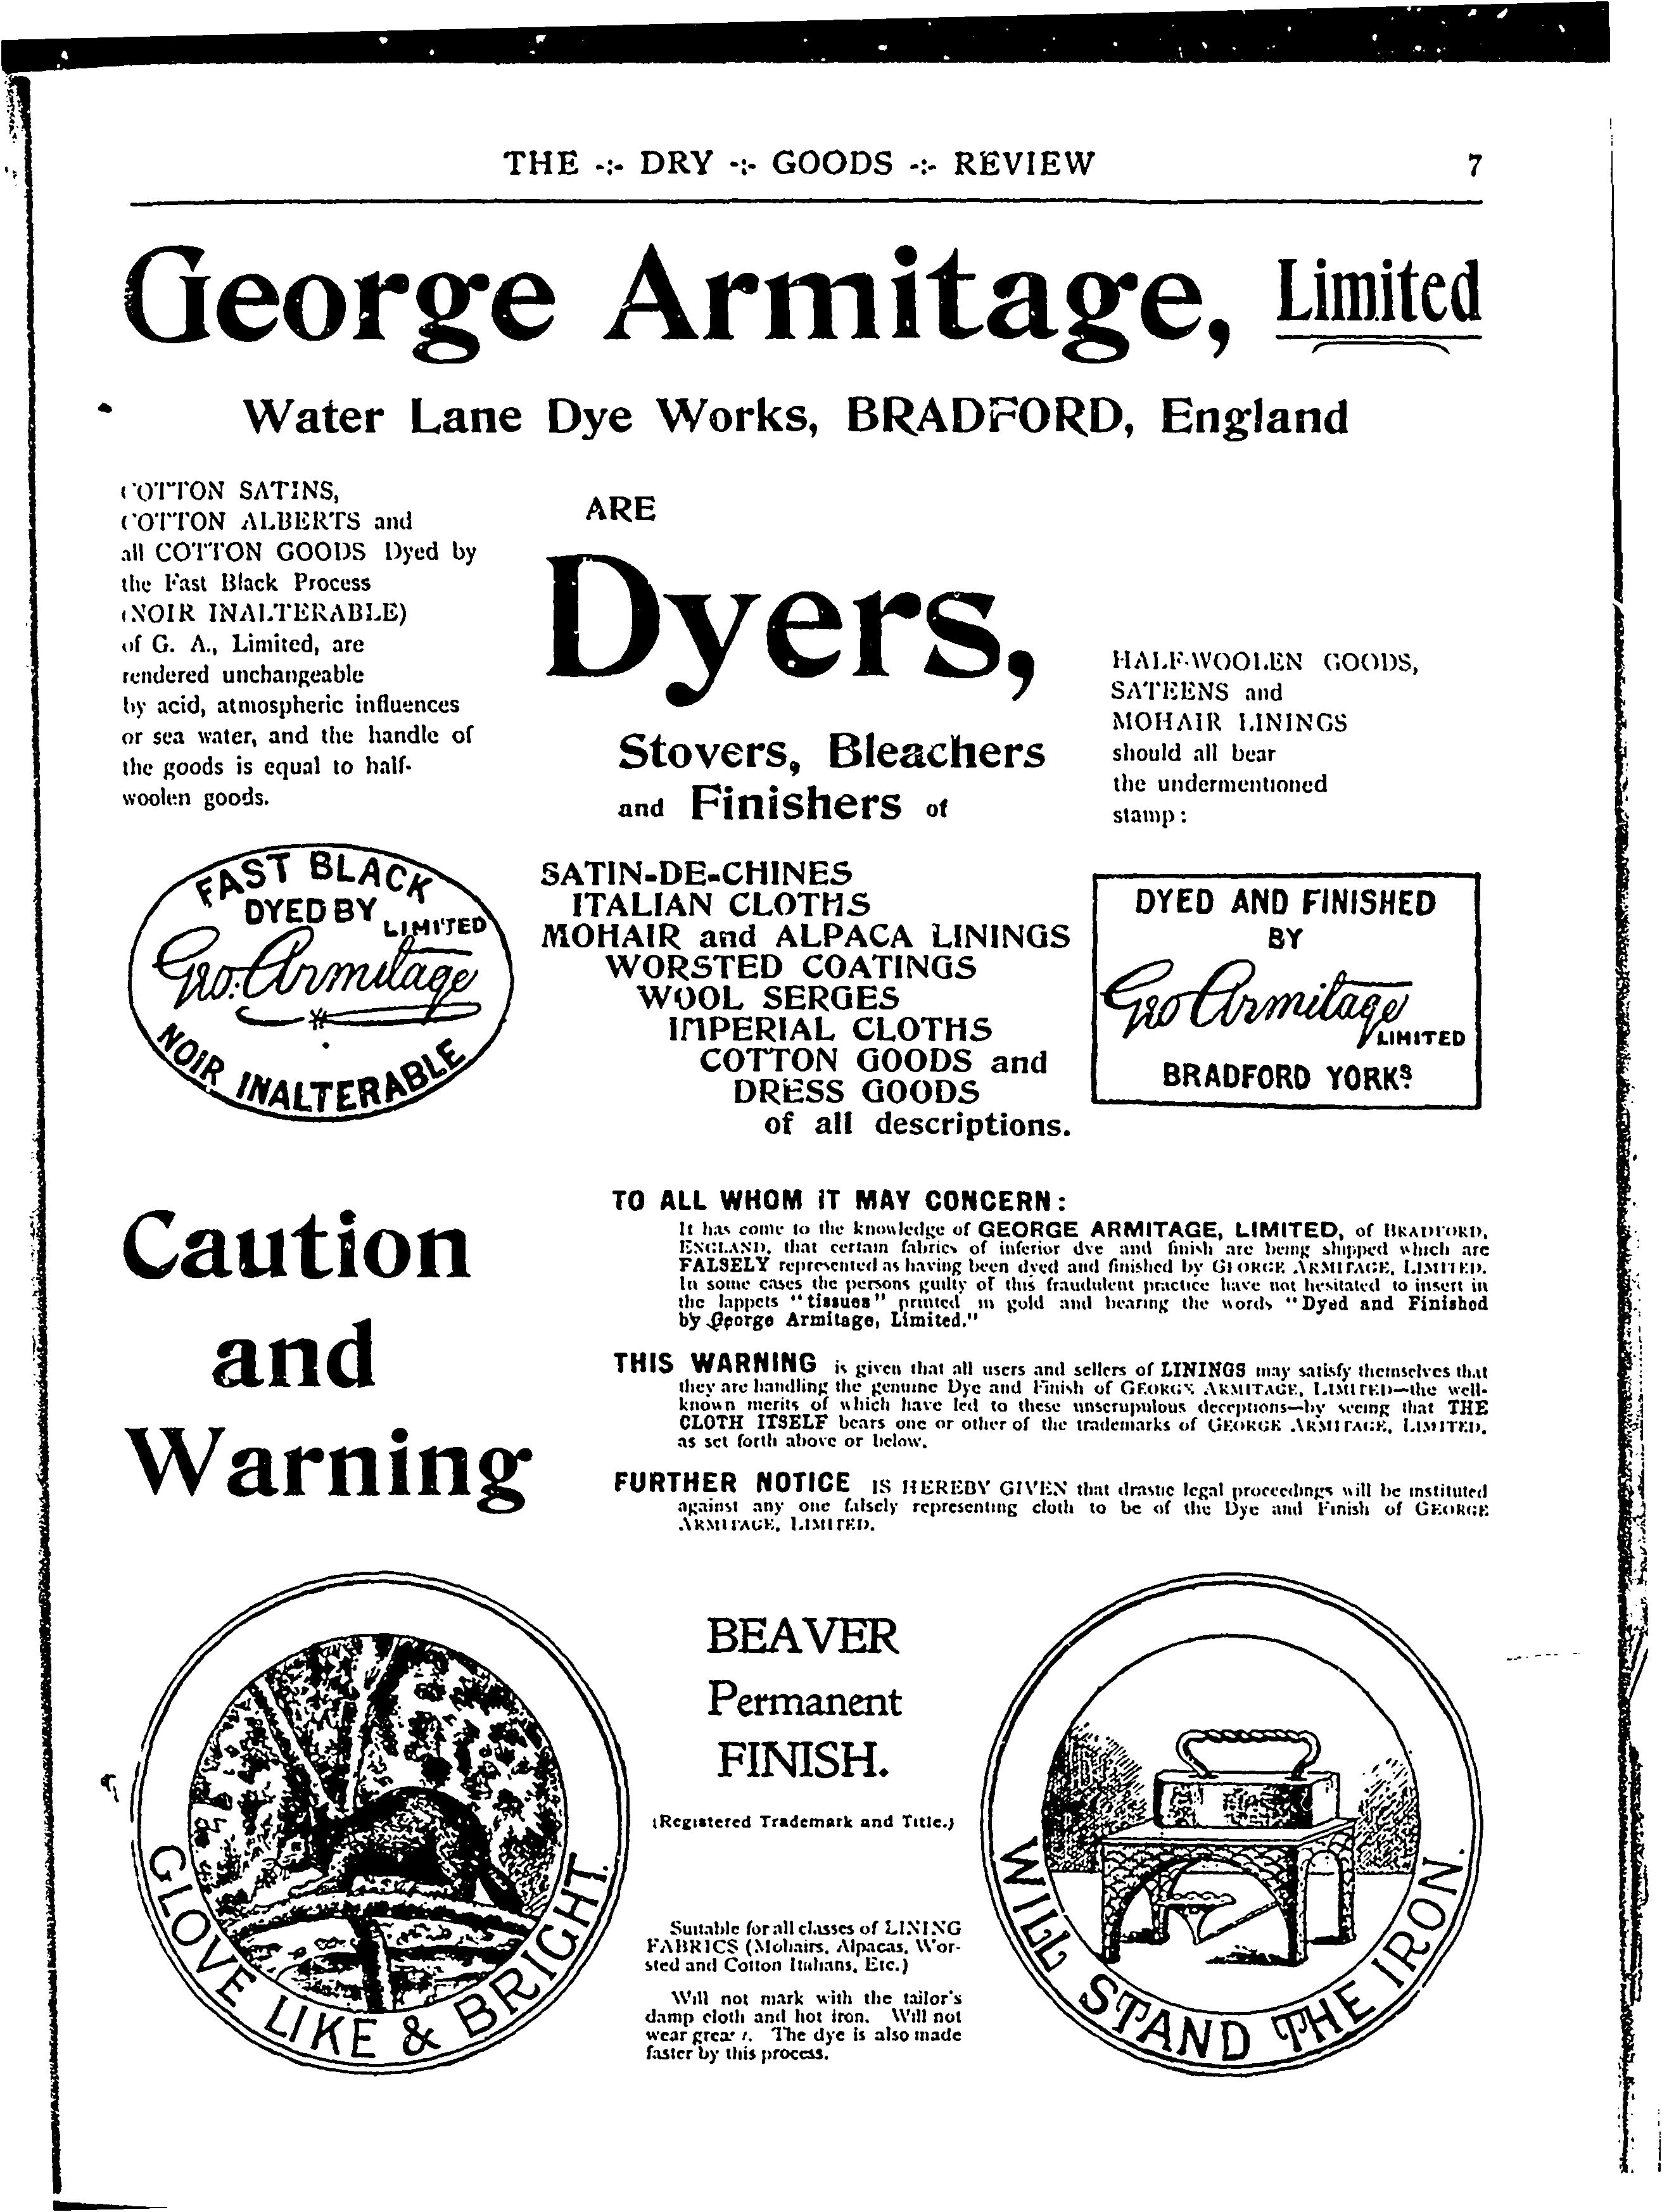 THE -:- DRY -:- GOODS -:- REVIEW 7
George Armitage, Limited
Water Lane Dye Works, BRADFORD, England
COTTON SATINS,
COTTON ALBERTS and
all COTTON GOODS Dyed by
the Fast Black Process
(NOIR INALTERABLE)
of G. A., Limited, are
rendered unchangeable
by acid, atmospheric influences
or sea water, and the handle of
the goods is equal to half-
woolen goods.
FAST BLACK
DYED BY
LIMITED
Geo. Armitage
NOIR INALTERABLE
ARE
Dyers,
Stovers, Bleachers
and Finishers of
SATIN-DE-CHINES
ITALIAN CLOTHS
MOHAIR and ALPACA LININGS
WORSTED COATINGS
WOOL SERGES
IMPERIAL CLOTHS
COTTON GOODS and
DRESS GOODS
of all descriptions.
HALF-WOOLEN GOODS,
SATEENS and
MOHAIR LININGS
should all bear
the undermentioned
stamp:
DYED AND FINISHED
BY
Geo Armitage
LIMITED
BRADFORD YORKS.
Caution
and
Warning
TO ALL WHOM IT MAY CONCERN:
It has come to the knowledge of GEORGE ARMITAGE, LIMITED, of BRADFORD,
ENGLAND, that certain fabrics of inferior dye and finish are being shipped which are
FALSELY represented as having been dyed and finished by GEORGE ARMITAGE, LIMITED.
In some cases the persons guilty of this fraudulent practice have not hesitated to insert in
the lappets "tissues" printed in gold and bearing the words "Dyed and Finished
by George Armitage, Limited."
THIS WARNING is given that all users and sellers of LININGS may satisfy themselves that
they are handling the genuine Dye and Finish of GEORGE ARMITAGE, LIMITED—the well-
known merits of which have led to these unscrupulous deceptions—by seeing that THE
CLOTH ITSELF bears one or other of the trademarks of GEORGE ARMITAGE, LIMITED,
as set forth above or below.
FURTHER NOTICE IS HEREBY GIVEN that drastic legal proceedings will be instituted
against any one falsely representing cloth to be of the Dye and Finish of GEORGE
ARMITAGE, LIMITED.
GLOVE LIKE & BRIGHT.
BEAVER
Permanent
FINISH.
(Registered Trademark and Title.)
Suitable for all classes of LINING
FABRICS (Mohairs, Alpacas, Wor-
sted and Cotton Italians, Etc.)
Will not mark with the tailor's
damp cloth and hot iron. Will not
wear greasy. The dye is also made
faster by this process.
WILL STAND THE IRON.